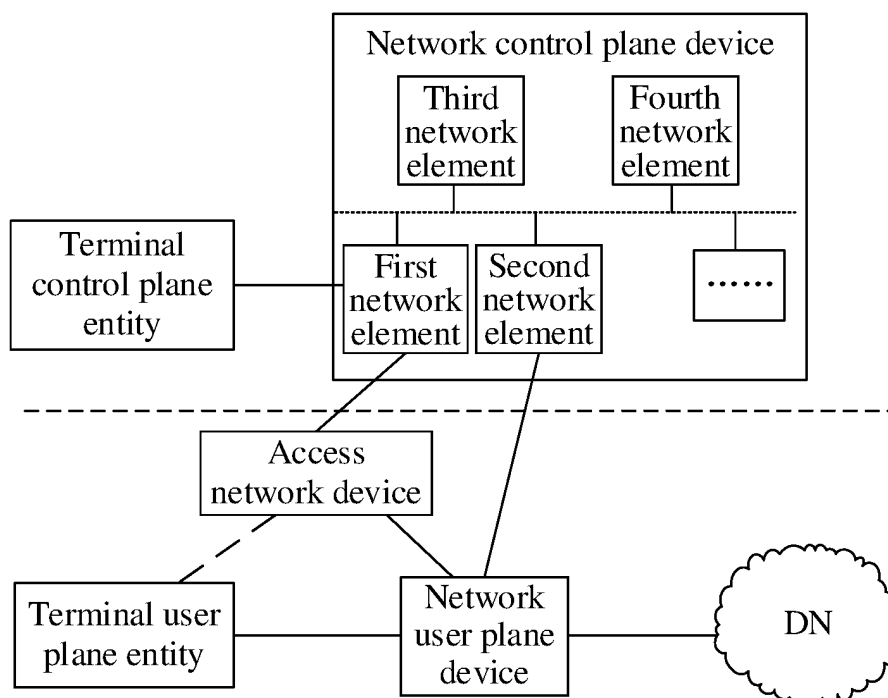 Network control plane device
Third
network
element
Fourth
network
element
Terminal
control plane
entity
First
network
element
Second
network
element
······
Access
network device
Terminal user
plane entity
Network
user plane
device
DN